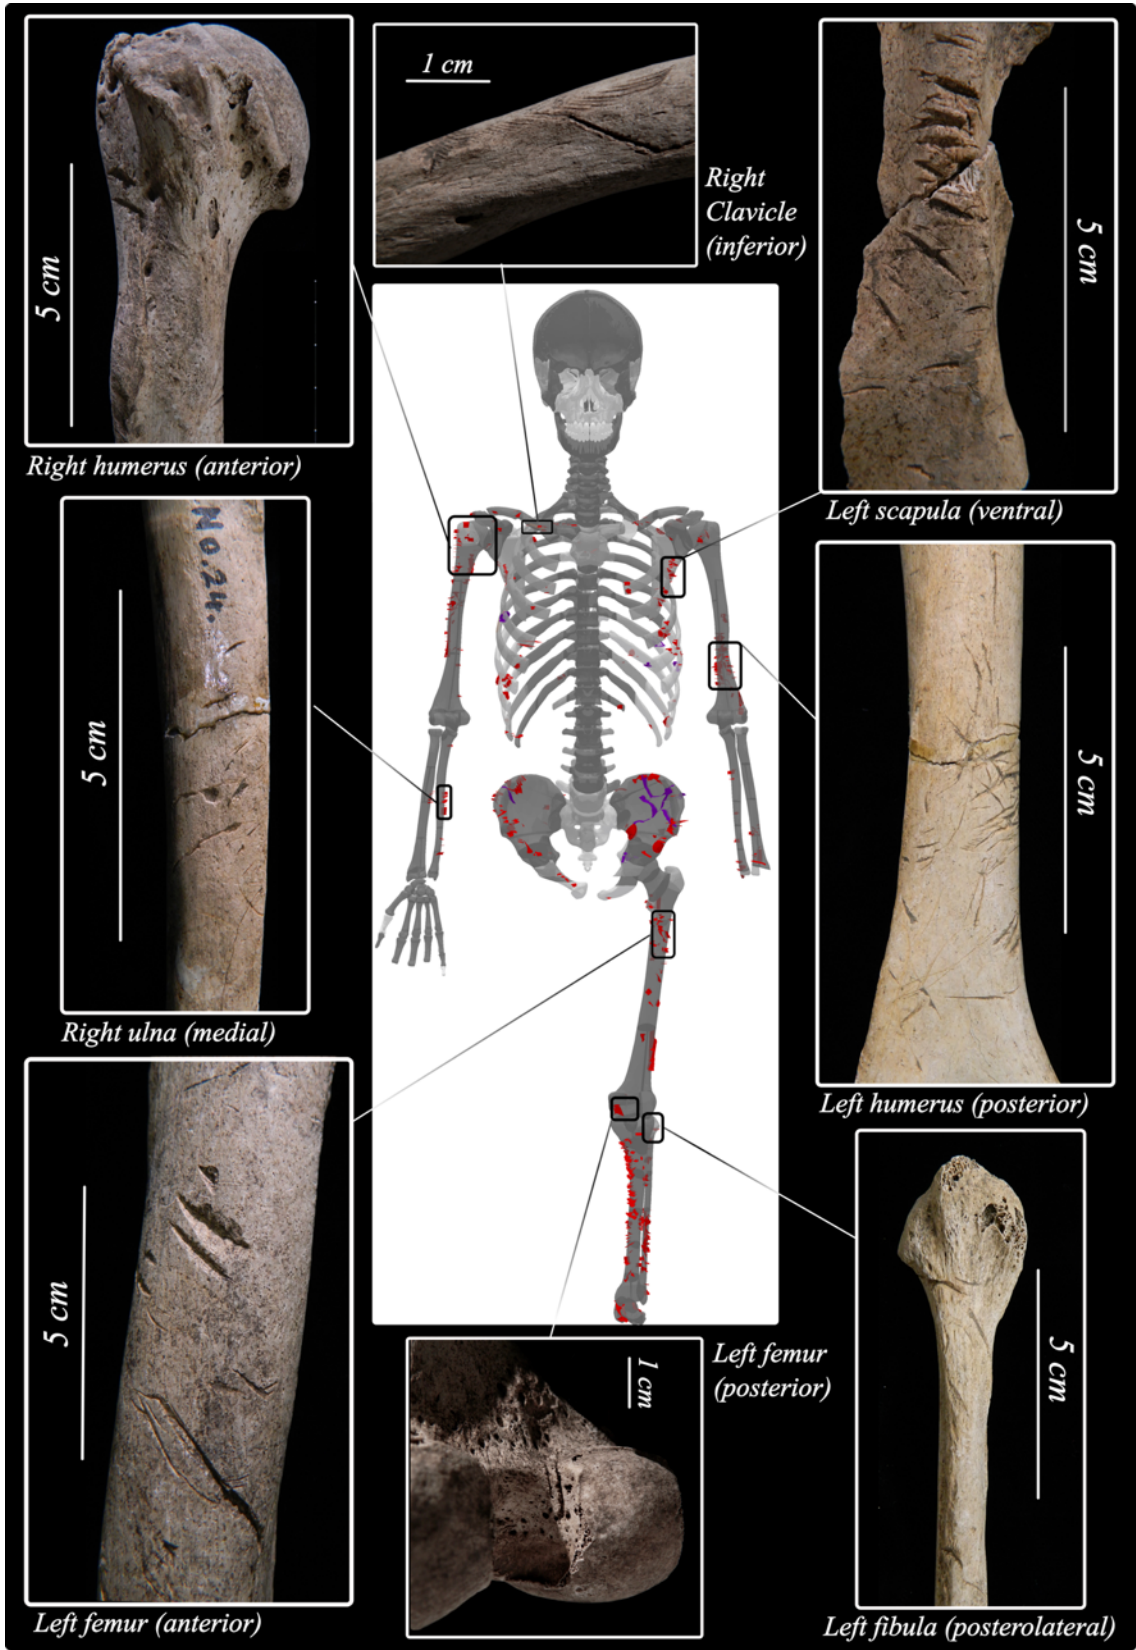 1 cm
Right
Clavicle
(inferior)
5 cm
Right humerus (anterior)
5 cm
Left scapula (ventral)
No. 24.
5 cm
Right ulna (medial)
5 cm
Left humerus (posterior)
5 cm
Left femur (anterior)
1 cm
Left femur
(posterior)
5 cm
Left fibula (posterolateral)